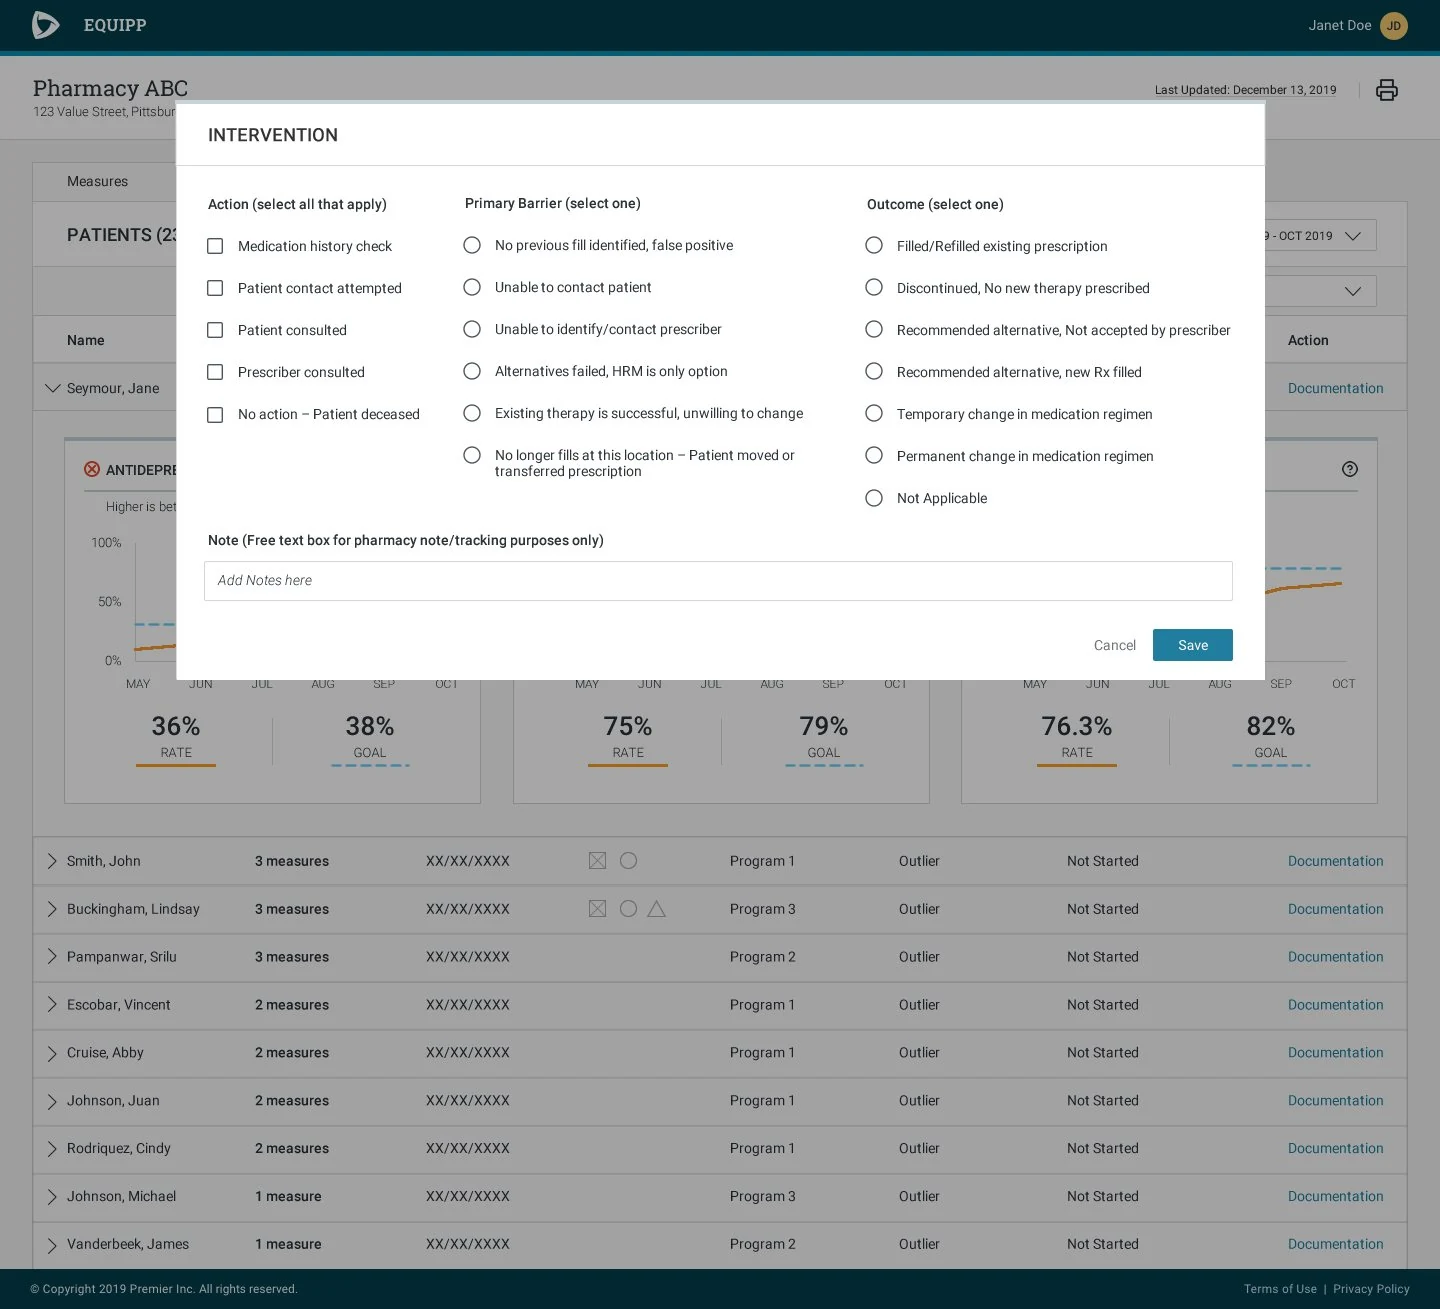 EQUIPP
Janet Doe JD
Pharmacy ABC
Last Updated: December 13, 2019
123 Value Street,
INTERVENTION
Measures
Action (select all that apply)
Primary Barrier (select one)
Outcome (select one)
PATIENTS
- OCT 2019
Medication history check
No previous fill identified, false positive
Filled/Refilled existing prescription
Patient contact attempted
Unable to contact patient
Discontinued, No new therapy prescribed
Patient consulted
Unable to identify/contact prescriber
Recommended alternative, Not accepted by prescriber
Name
Action
Prescriber consulted
Alternatives failed, HRM is only option
Recommended alternative, new Rx filled
Seymour, Jane
Documentation
No action – Patient deceased
Existing therapy is successful, unwilling to change
Temporary change in medication regimen
No longer fills at this location – Patient moved or
transferred prescription
Permanent change in medication regimen
Not Applicable
Higher is
Note (Free text box for pharmacy note/tracking purposes only)
Add Notes here
Cancel
Save
100%
50%
0%
MAY JUN JUL AUG SEP OCT
MAY JUN JUL AUG SEP OCT
MAY JUN JUL AUG SEP OCT
36% 38%
RATE GOAL
75% 79%
RATE GOAL
76.3% 82%
RATE GOAL
Smith, John 3 measures XX/XX/XXXX Program 1 Outlier Not Started Documentation
Buckingham, Lindsay 3 measures XX/XX/XXXX Program 3 Outlier Not Started Documentation
Pampanwar, Srilu 3 measures XX/XX/XXXX Program 2 Outlier Not Started Documentation
Escobar, Vincent 2 measures XX/XX/XXXX Program 1 Outlier Not Started Documentation
Cruise, Abby 2 measures XX/XX/XXXX Program 1 Outlier Not Started Documentation
Johnson, Juan 2 measures XX/XX/XXXX Program 1 Outlier Not Started Documentation
Rodriquez, Cindy 2 measures XX/XX/XXXX Program 1 Outlier Not Started Documentation
Johnson, Michael 1 measure XX/XX/XXXX Program 3 Outlier Not Started Documentation
Vanderbeek, James 1 measure XX/XX/XXXX Program 2 Outlier Not Started Documentation
© Copyright 2019 Premier Inc. All rights reserved.
Terms of Use | Privacy Policy